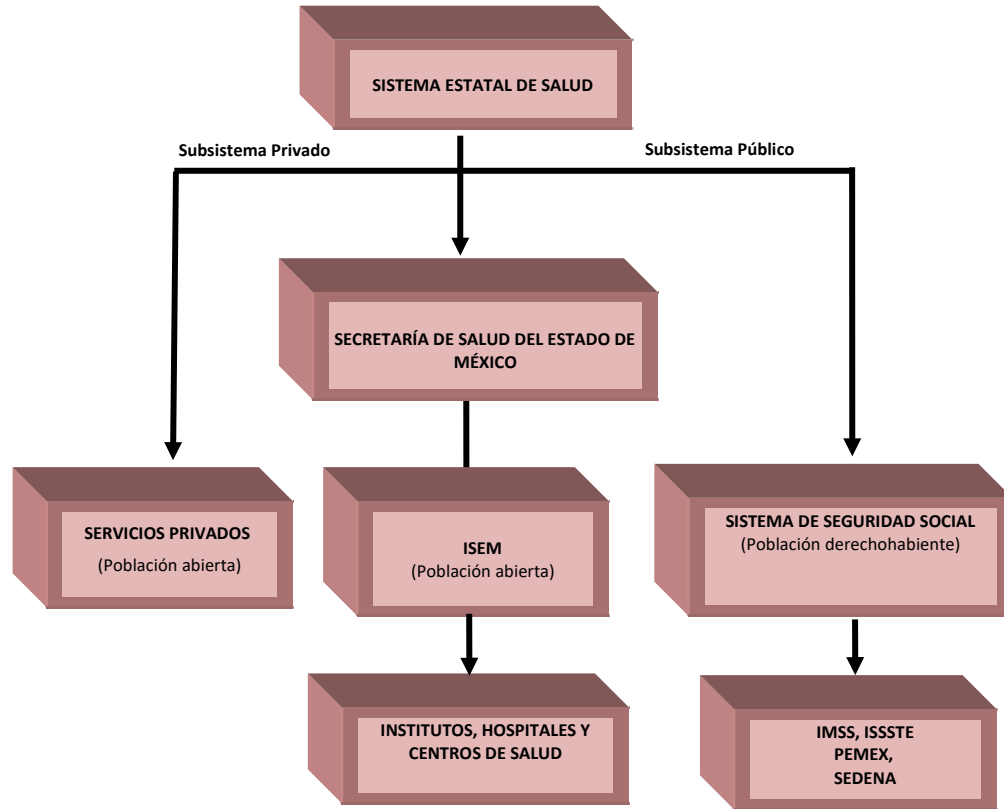 SISTEMA ESTATAL DE SALUD
Subsistema Privado
Subsistema Público
SECRETARÍA DE SALUD DEL ESTADO DE
MÉXICO
SERVICIOS PRIVADOS
(Población abierta)
ISEM
(Población abierta)
SISTEMA DE SEGURIDAD SOCIAL
(Población derechohabiente)
INSTITUTOS, HOSPITALES Y
CENTROS DE SALUD
IMSS, ISSSTE
PEMEX,
SEDENA